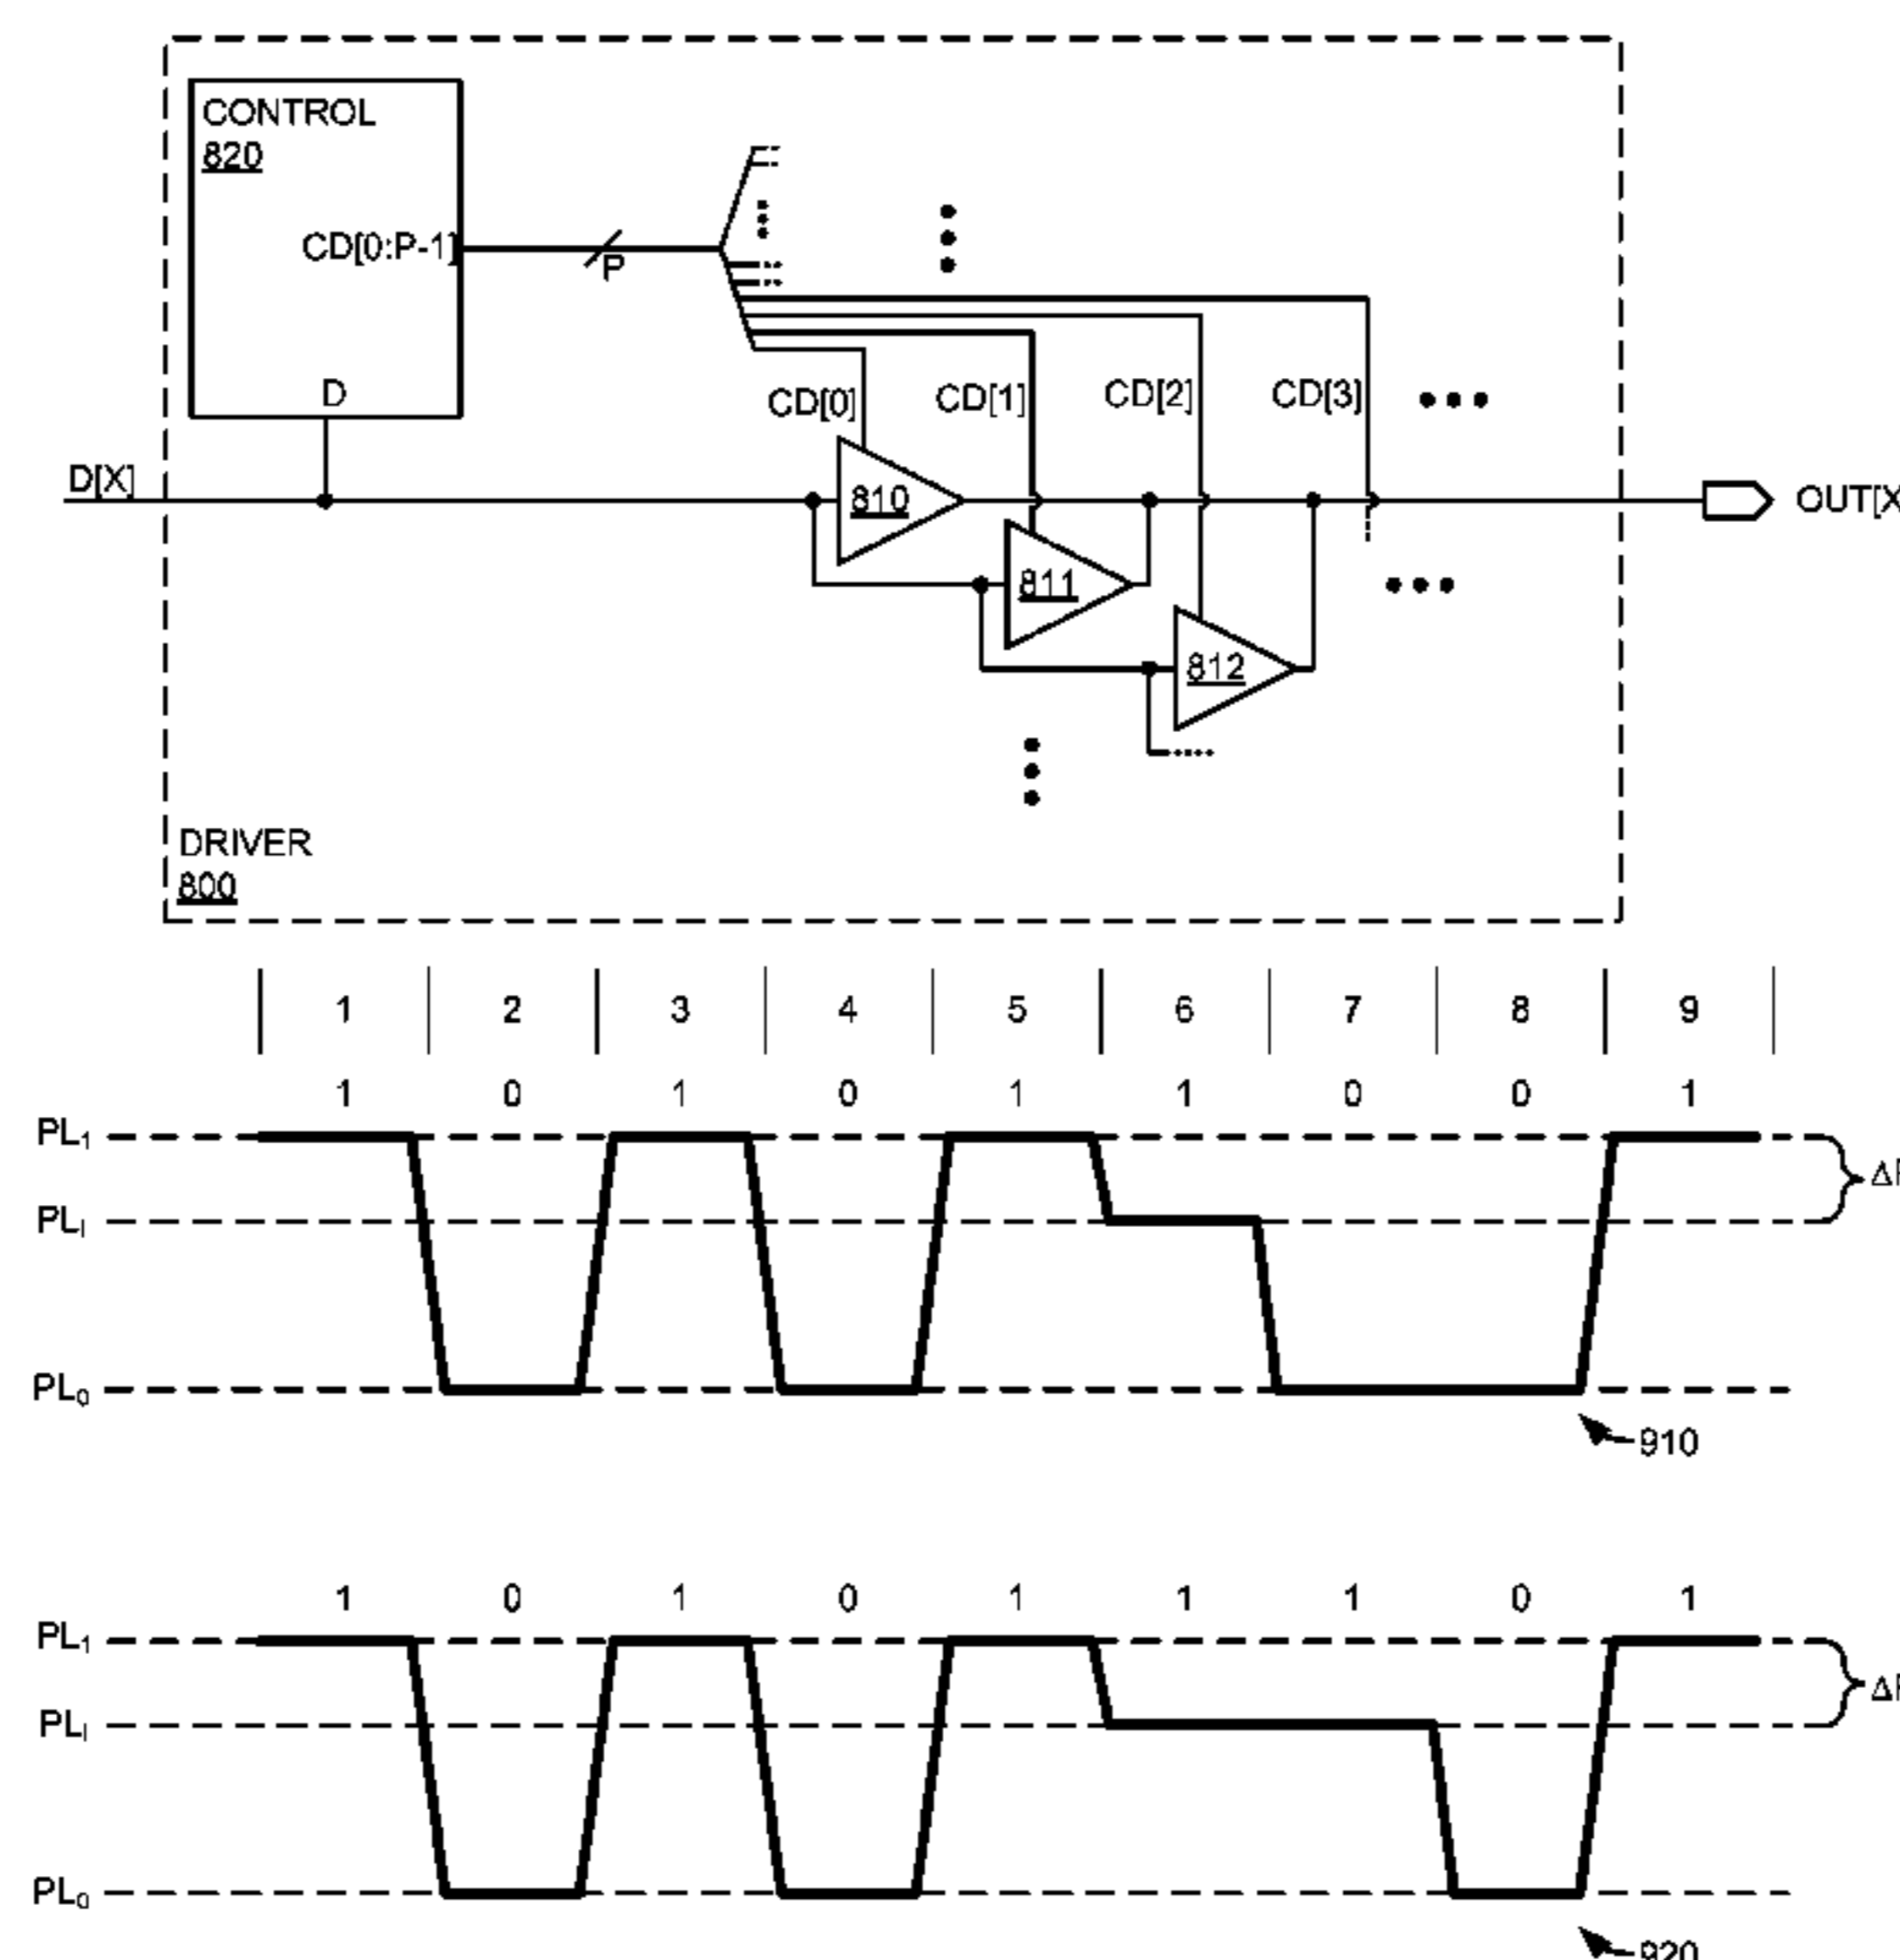 CONTROL
820
CD[0:P-1]
P
D
CD[0] CD[1] CD[2] CD[3]
D[X]
810
OUT[X
811
812
DRIVER
800
1 2 3 4 5 6 7 8 9
1 0 1 0 1 1 0 0 1
PL₁
ΔP
PLᵢ
PL₀
910
1 0 1 0 1 1 1 0 1
PL₁
ΔP
PLᵢ
PL₀
920